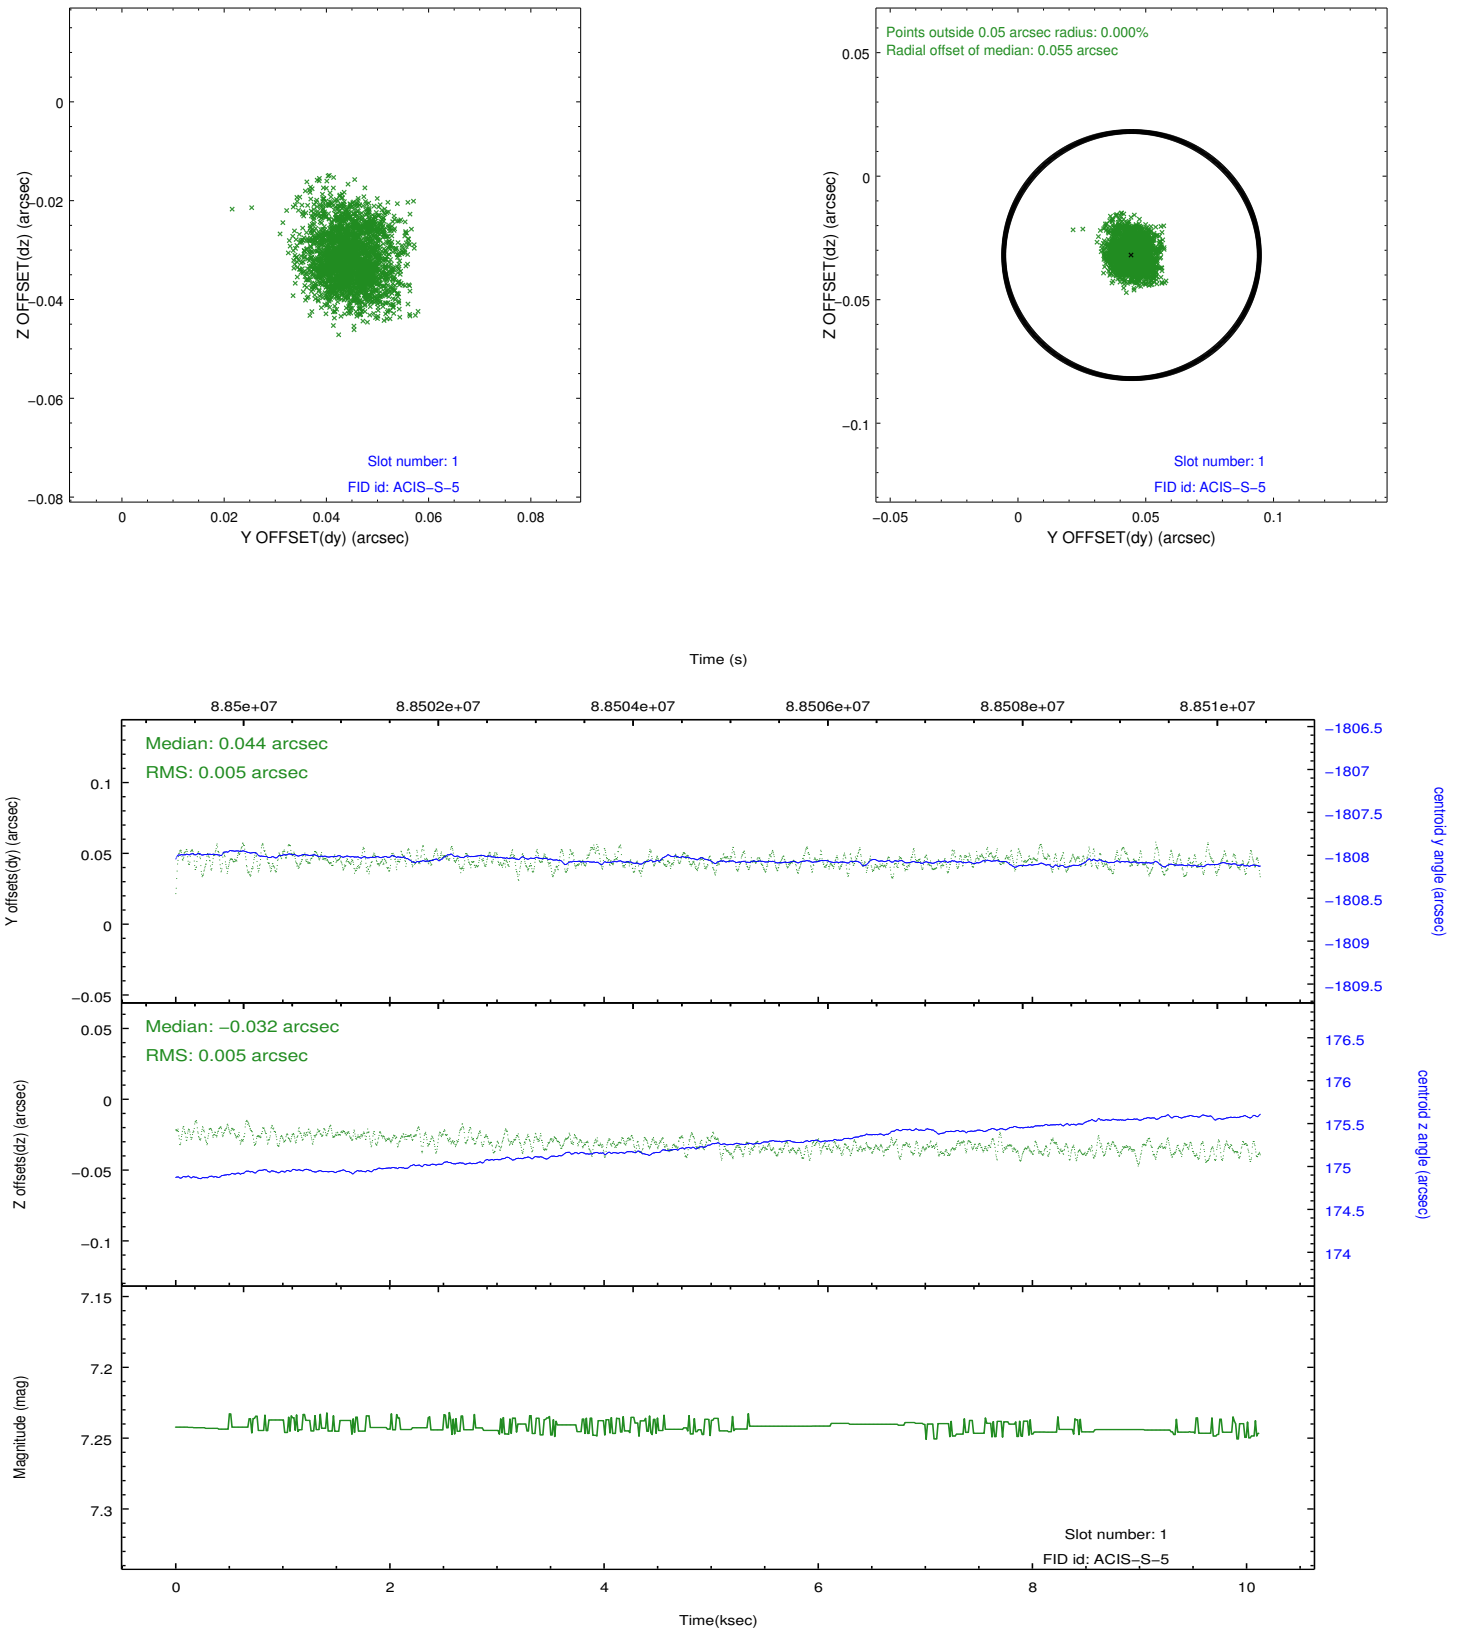 0
−0.02
−0.04
−0.06
−0.08
Z OFFSET(dz) (arcsec)
Slot number: 1
FID id: ACIS−S−5
0 0.02 0.04 0.06 0.08
Y OFFSET(dy) (arcsec)
Points outside 0.05 arcsec radius: 0.000%
Radial offset of median: 0.055 arcsec
0.05
0
−0.05
−0.1
Z OFFSET(dz) (arcsec)
Slot number: 1
FID id: ACIS−S−5
−0.05 0 0.05 0.1
Y OFFSET(dy) (arcsec)
Time (s)
8.85e+07 8.8502e+07 8.8504e+07 8.8506e+07 8.8508e+07 8.851e+07
Median: 0.044 arcsec
RMS: 0.005 arcsec
0.1
0.05
0
−0.05
Y offsets(dy) (arcsec)
−1806.5
−1807
−1807.5
−1808
−1808.5
−1809
−1809.5
centroid y angle (arcsec)
Median: −0.032 arcsec
RMS: 0.005 arcsec
0.05
0
−0.05
−0.1
Z offsets(dz) (arcsec)
176.5
176
175.5
175
174.5
174
centroid z angle (arcsec)
7.15
7.2
7.25
7.3
Magnitude (mag)
Slot number: 1
FID id: ACIS−S−5
0 2 4 6 8 10
Time(ksec)